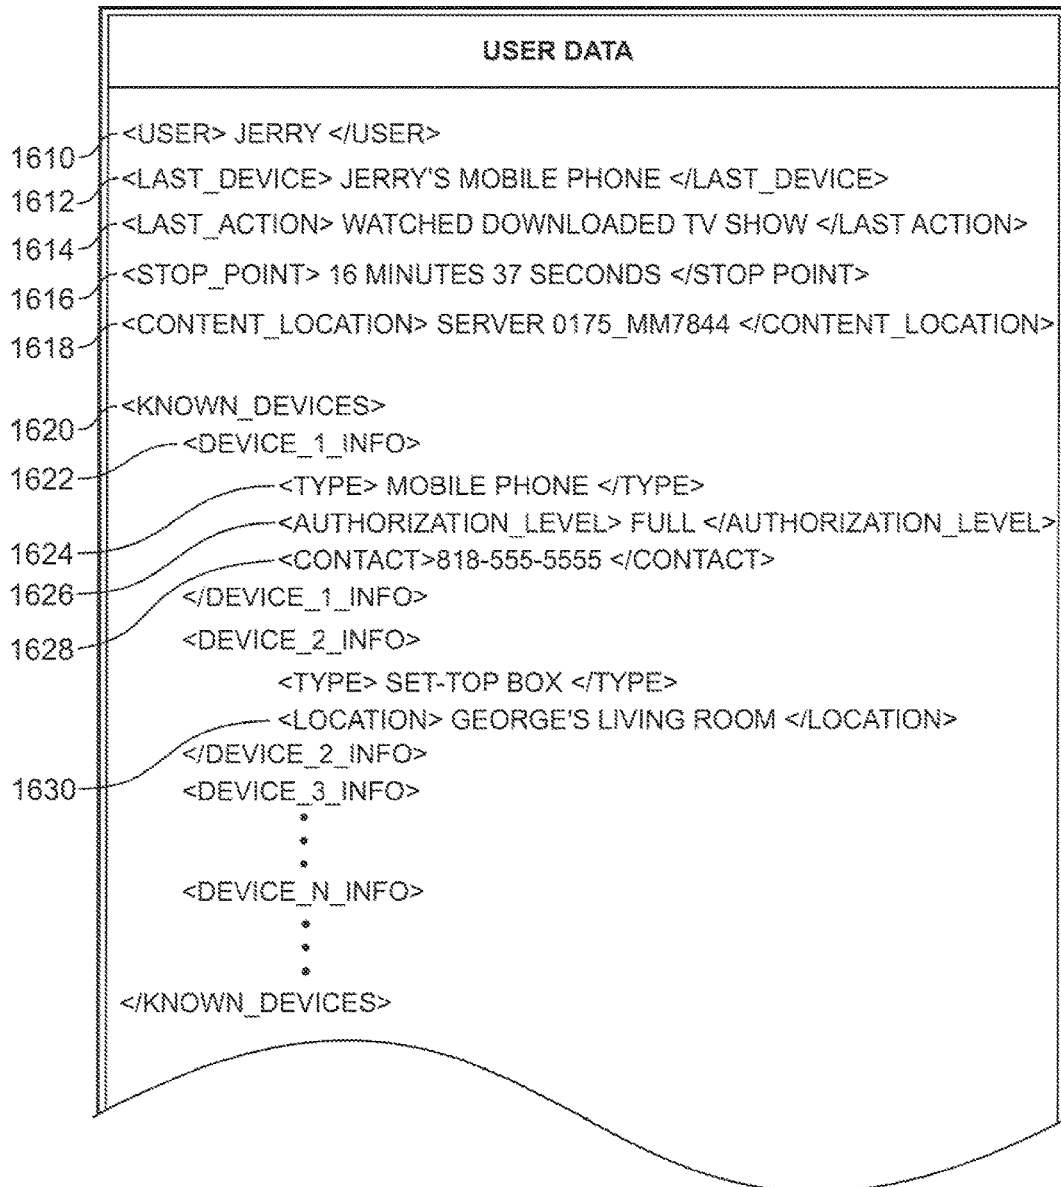 USER DATA
1610 <USER> JERRY </USER>
1612 <LAST_DEVICE> JERRY'S MOBILE PHONE </LAST_DEVICE>
1614 <LAST_ACTION> WATCHED DOWNLOADED TV SHOW </LAST ACTION>
1616 <STOP_POINT> 16 MINUTES 37 SECONDS </STOP POINT>
1618 <CONTENT_LOCATION> SERVER 0175_MM7844 </CONTENT_LOCATION>
1620 <KNOWN_DEVICES>
1622 <DEVICE_1_INFO>
1624 <TYPE> MOBILE PHONE </TYPE>
1626 <AUTHORIZATION_LEVEL> FULL </AUTHORIZATION_LEVEL>
1628 <CONTACT>818-555-5555 </CONTACT>
</DEVICE_1_INFO>
<DEVICE_2_INFO>
<TYPE> SET-TOP BOX </TYPE>
1630 <LOCATION> GEORGE'S LIVING ROOM </LOCATION>
</DEVICE_2_INFO>
<DEVICE_3_INFO>
<DEVICE_N_INFO>
</KNOWN_DEVICES>